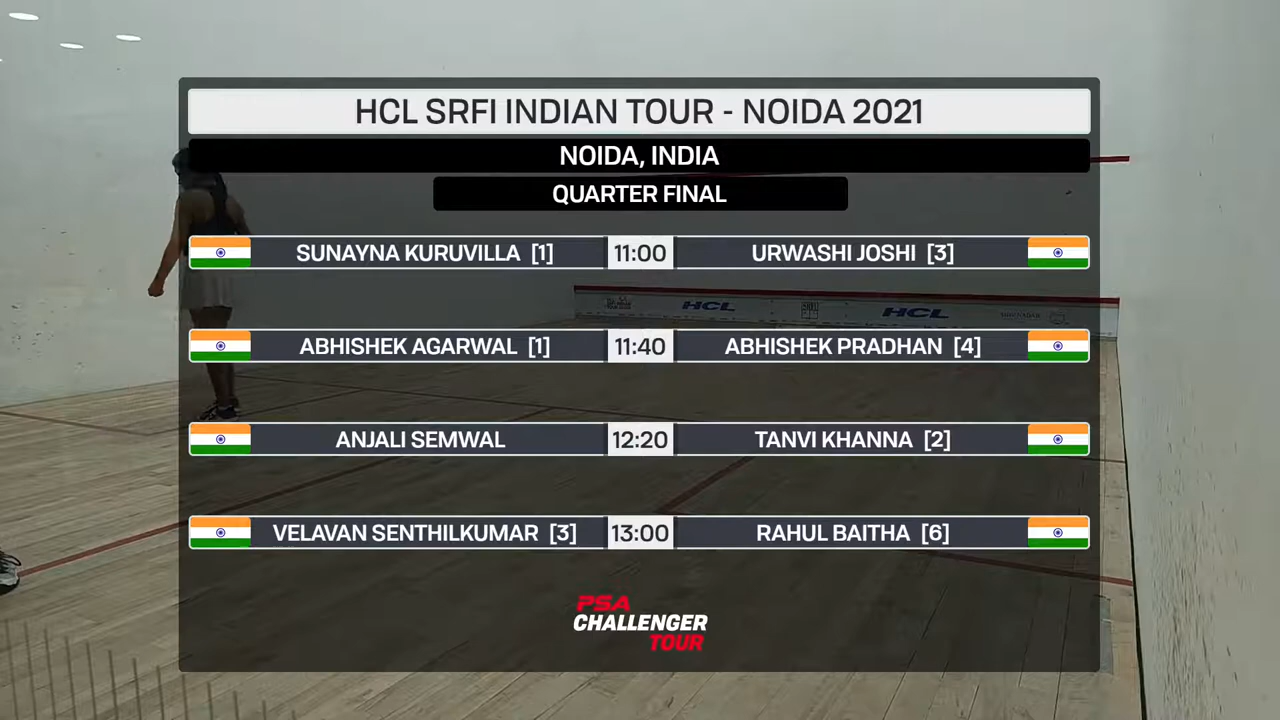 HCL SRFI INDIAN TOUR - NOIDA 2021
NOIDA, INDIA
QUARTER FINAL
SUNAYNA KURUVILLA [1] 11:00 URWASHI JOSHI [3]
HCL HCL
ABHISHEK AGARWAL [1] 11:40 ABHISHEK PRADHAN [4]
ANJALI SEMWAL 12:20 TANVI KHANNA [2]
VELAVAN SENTHILKUMAR [3] 13:00 RAHUL BAITHA [6]
PSA
CHALLENGER
TOUR